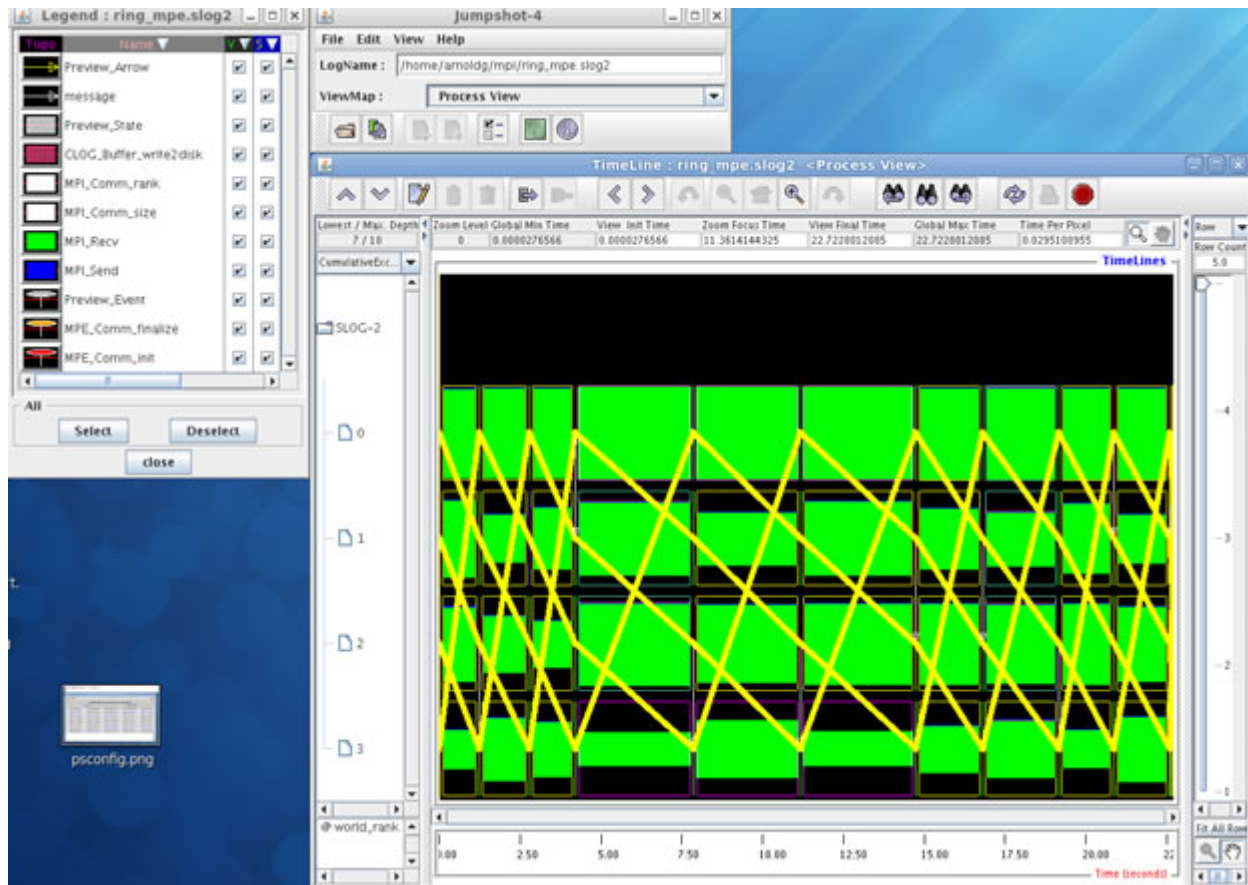 Legend : ring_mpe.slog2
Topo Name V S
Preview_Arrow
message
Preview_State
CLOG_Buffer_write2disk
MPI_Comm_rank
MPI_Comm_size
MPI_Recv
MPI_Send
Preview_Event
MPE_Comm_finalize
MPE_Comm_init
All
Select Deselect
close
Jumpshot-4
File Edit View Help
LogName : /home/arnoldg/mpi/ring_mpe.slog2
ViewMap : Process View
TimeLine : ring_mpe.slog2 <Process View>
Lowest / Max. Depth Zoom Level Global Min Time View Init Time Zoom Focus Time View Final Time Global Max Time Time Per Pixel
7 / 10 0 0.0000276566 0.0000276566 11.3614144325 22.7228012085 22.7228012085 0.0295100955
Row
Row Count
5.0
CumulativeExc...
TimeLines
SLOG-2
0
1
2
3
4
3
2
1
world_rank
Fit All Row
0.00 2.50 5.00 7.50 10.00 12.50 15.00 17.50 20.00 22
Time (seconds)
psconfig.png
t.